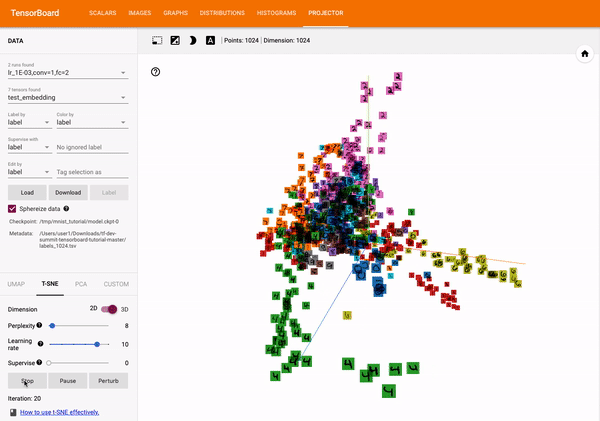 TensorBoard
SCALARS IMAGES GRAPHS DISTRIBUTIONS HISTOGRAMS PROJECTOR
DATA
Points: 1024 Dimension: 1024
2 runs found
lr_1E-03,conv=1,fc=2
7 tensors found
test_embedding
Label by Color by
label label
Supervise with
label No ignored label
Edit by
label Tag selection as
Load Download Label
Sphereize data
Checkpoint: /tmp/mnist_tutorial/model.ckpt-0
Metadata: /Users/user1/Downloads/tf-dev-
summit-tensorboard-tutorial-master/
labels_1024.tsv
UMAP T-SNE PCA CUSTOM
Dimension 2D 3D
Perplexity 8
Learning
rate 10
Supervise 0
Stop Pause Perturb
Iteration: 20
How to use t-SNE effectively.